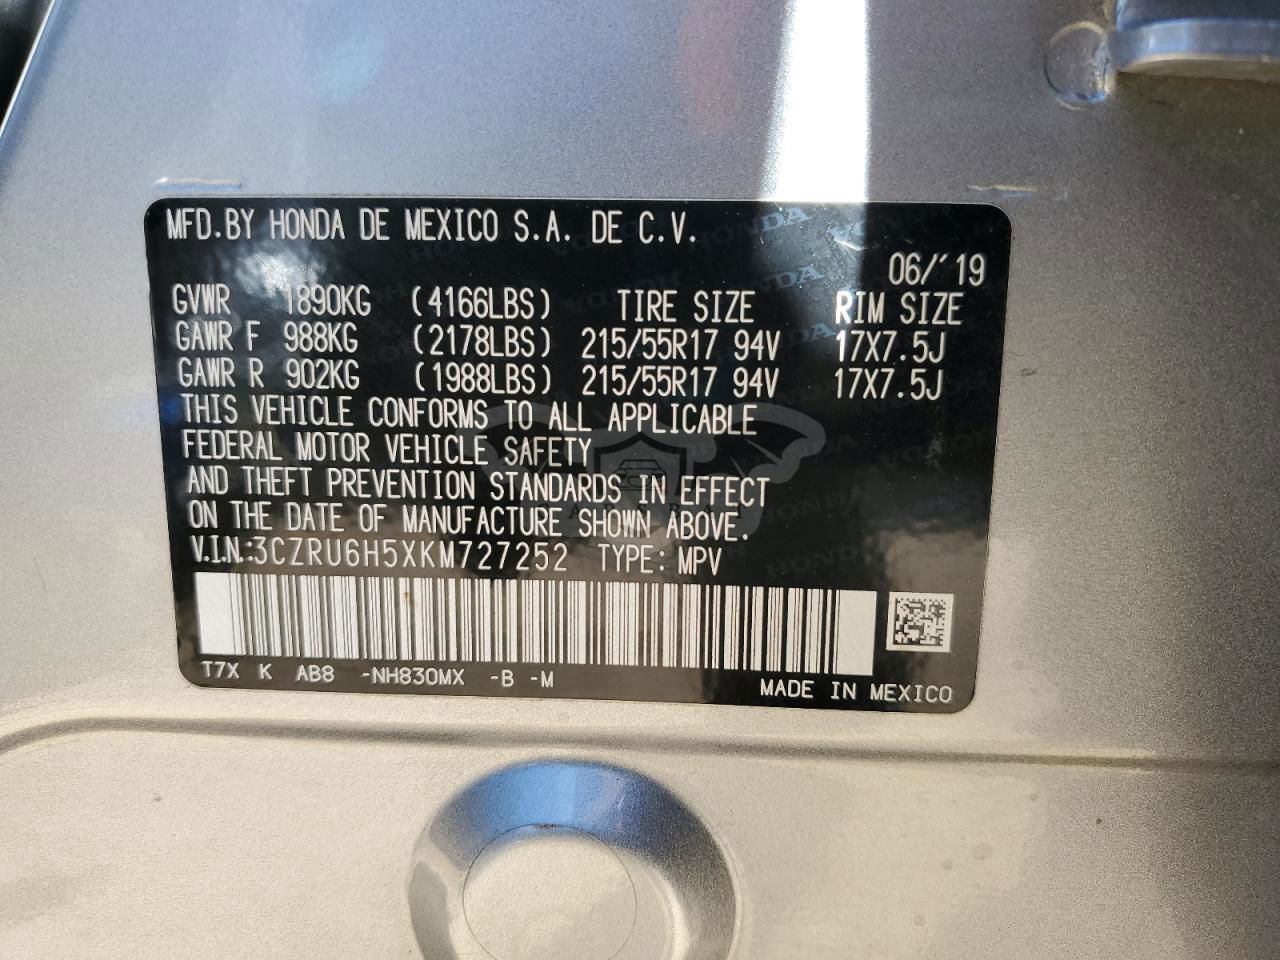 MFD.BY HONDA DE MEXICO S.A. DE C.V.
06/'19
GVWR 1890KG (4166LBS) TIRE SIZE RIM SIZE
GAWR F 988KG (2178LBS) 215/55R17 94V 17X7.5J
GAWR R 902KG (1988LBS) 215/55R17 94V 17X7.5J
THIS VEHICLE CONFORMS TO ALL APPLICABLE
FEDERAL MOTOR VEHICLE SAFETY
AND THEFT PREVENTION STANDARDS IN EFFECT
ON THE DATE OF MANUFACTURE SHOWN ABOVE.
V.I.N.:3CZRU6H5XKM727252 TYPE: MPV
T7X K AB8 -NH830MX -B -M
MADE IN MEXICO